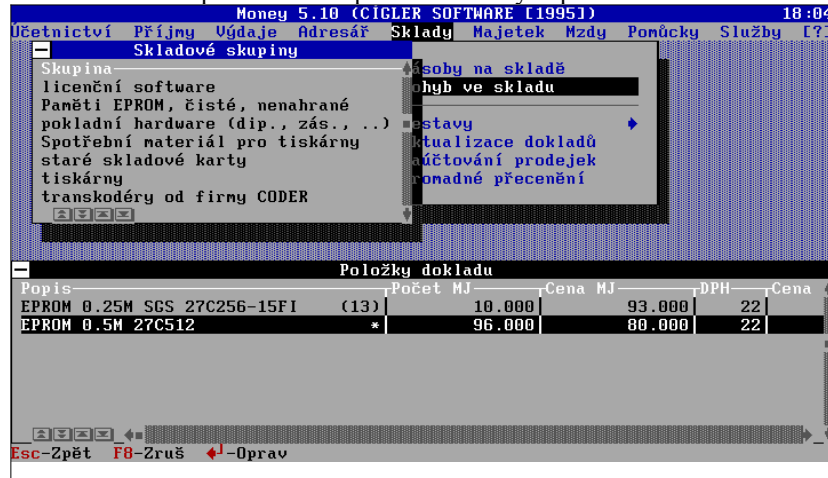 Money 5.10 (CÍGLER SOFTWARE [1995]) 18:04
Účetnictví Příjmy Výdaje Adresář Sklady Majetek Mzdy Pomůcky Služby [?]
Skladové skupiny
Skupina
ásoby na skladě
licenční software
ohyb ve skladu
Paměti EPROM, čisté, nenahrané
pokladní hardware (dip., zás., ..)
estavy
Spotřební materiál pro tiskárny
ktualizace dokladů
staré skladové karty
aúčtování prodejek
tiskárny
romadné přecenění
transkodéry od firmy CODER
Položky dokladu
Popis Počet MJ Cena MJ DPH Cena
EPROM 0.25M SGS 27C256-15FI (13) 10.000 93.000 22
EPROM 0.5M 27C512 * 96.000 80.000 22
Esc-Zpět F8-Zruš ↵-Oprav